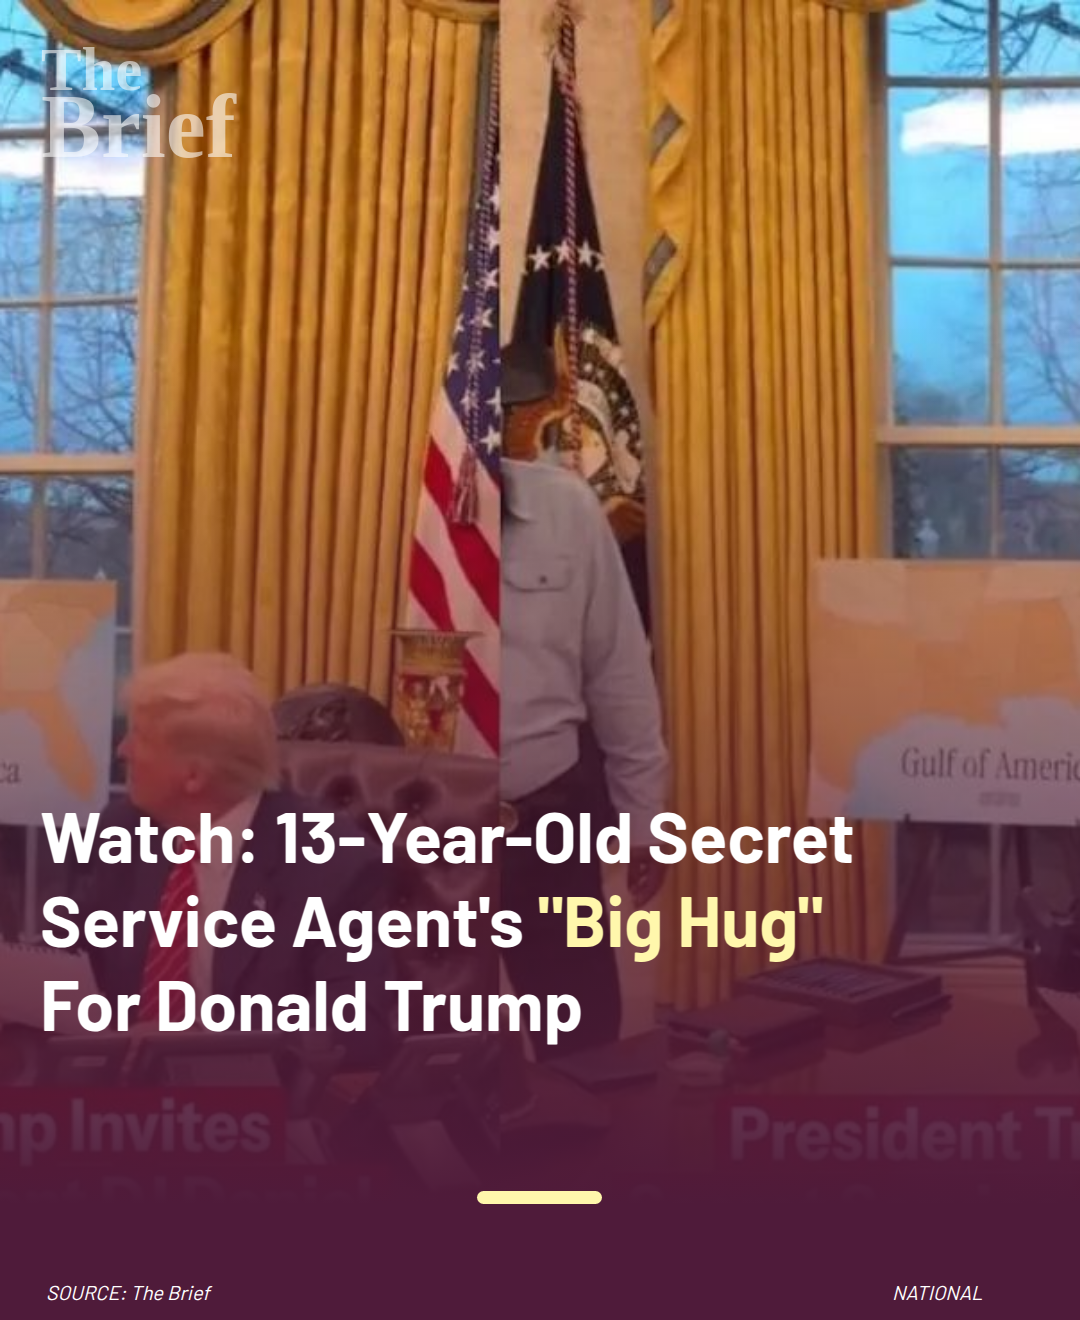 The
Brief
ca
Gulf of Americ
Watch: 13-Year-Old Secret
Service Agent's "Big Hug"
For Donald Trump
mp Invites
President Tr
SOURCE: The Brief
NATIONAL